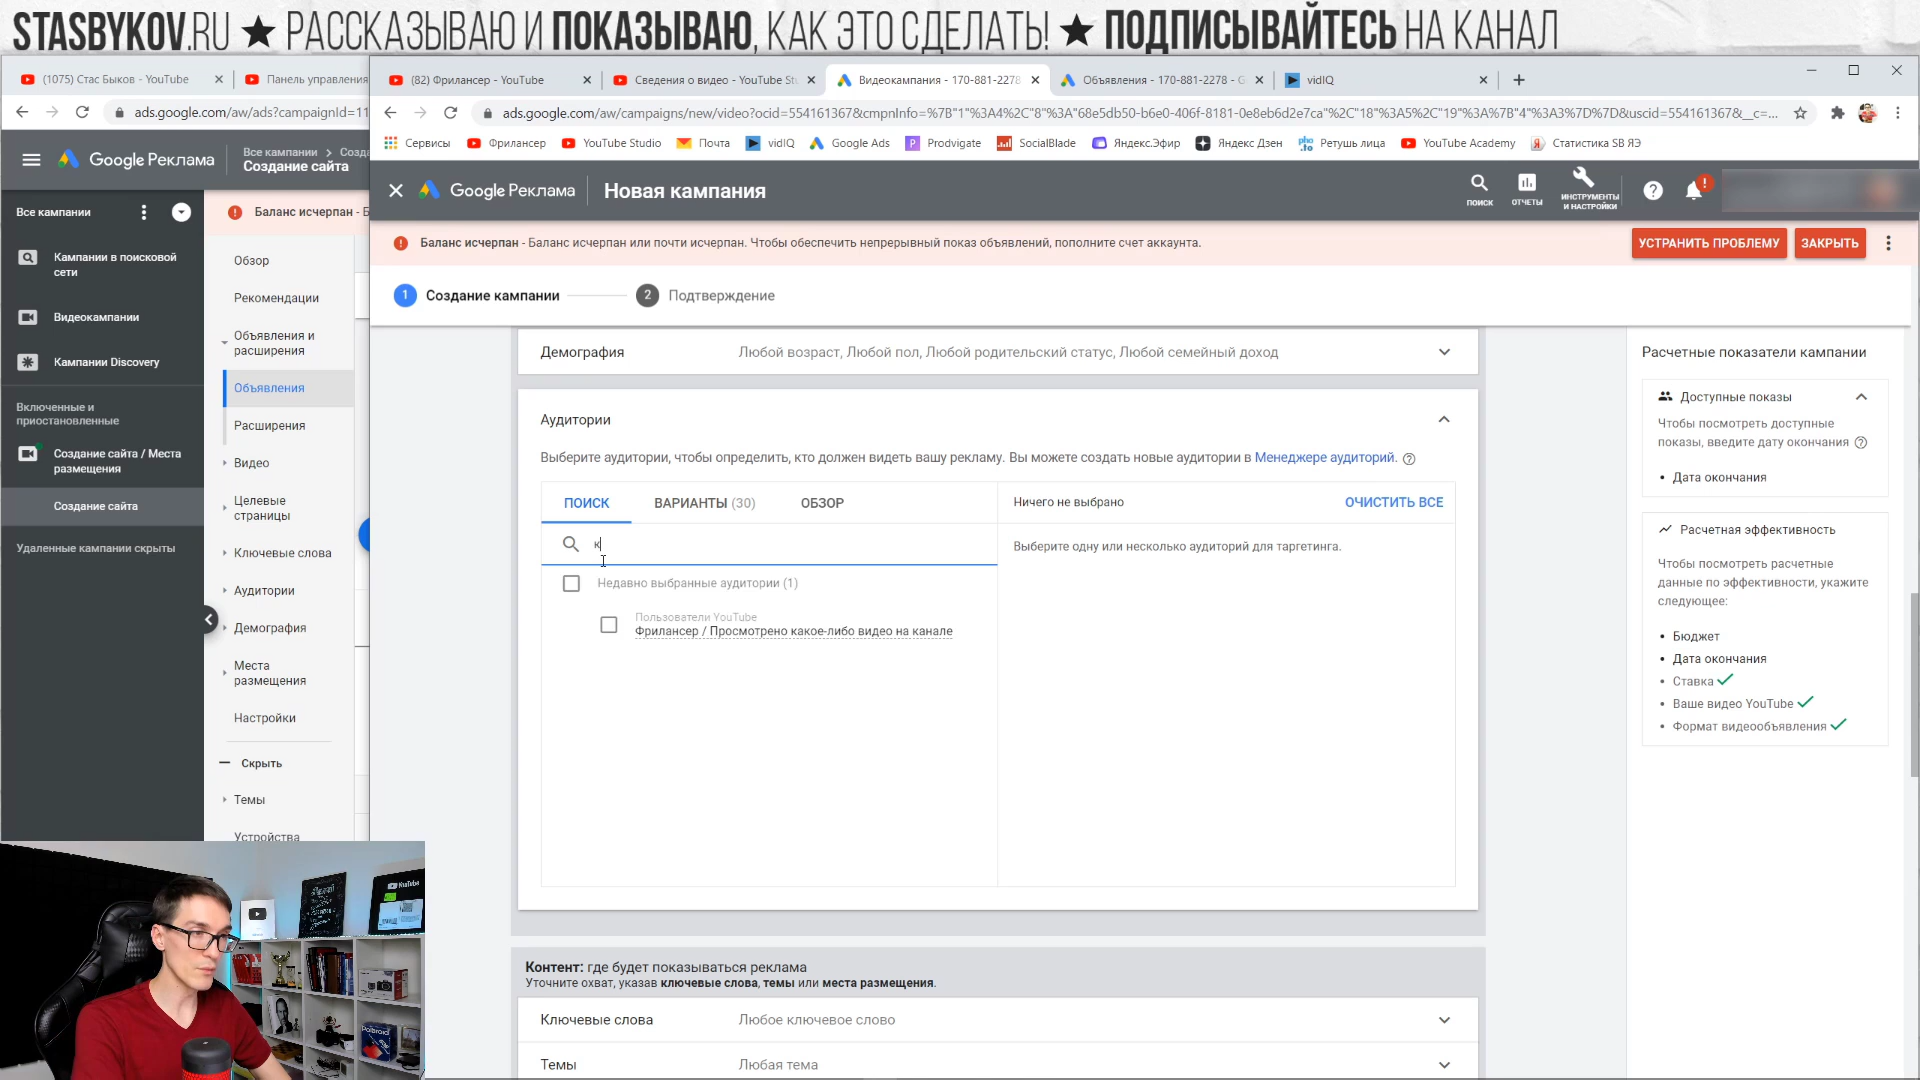 STASBYKOV.RU ★ РАССКАЗЫВАЮ И ПОКАЗЫВАЮ, КАК ЭТО СДЕЛАТЬ! ★ ПОДПИСЫВАЙТЕСЬ НА КАНАЛ
(1075) Стас Быков - YouTube
Панель управления
(82) Фрилансер - YouTube
Сведения о видео - YouTube St
Видеокампания - 170-881-2278
Объявления - 170-881-2278 - G
vidIQ
ads.google.com/aw/ads?campaignId=11
ads.google.com/aw/campaigns/new/video?ocid=554161367&cmpnInfo=%7B"1"%3A4%2C"8"%3A"68e5db50-b6e0-406f-8181-0e8eb6d2e7ca"%2C"18"%3A5%2C"19"%3A%7B"4"%3A3%7D%7D&uscid=554161367&__c=...
Сервисы
Фрилансер
YouTube Studio
Почта
vidIQ
Google Ads
Prodvigate
SocialBlade
Яндекс.Эфир
Яндекс Дзен
Ретушь лица
YouTube Academy
Статистика SB ЯЭ
Google Реклама
Все кампании > Созд
Создание сайта
Google Реклама
Новая кампания
ПОИСК
ОТЧЕТЫ
ИНСТРУМЕНТЫ
И НАСТРОЙКИ
Все кампании
Кампании в поисковой
сети
Видеокампании
Кампании Discovery
Включенные и
приостановленные
Создание сайта / Места
размещения
Создание сайта
Удаленные кампании скрыты
Баланс исчерпан - Б
Обзор
Рекомендации
Объявления и
расширения
Объявления
Расширения
Видео
Целевые
страницы
Ключевые слова
Аудитории
Демография
Места
размещения
Настройки
Скрыть
Темы
Устройства
Баланс исчерпан - Баланс исчерпан или почти исчерпан. Чтобы обеспечить непрерывный показ объявлений, пополните счет аккаунта.
УСТРАНИТЬ ПРОБЛЕМУ
ЗАКРЫТЬ
1 Создание кампании
2 Подтверждение
Демография
Любой возраст, Любой пол, Любой родительский статус, Любой семейный доход
Аудитории
Выберите аудитории, чтобы определить, кто должен видеть вашу рекламу. Вы можете создать новые аудитории в Менеджере аудиторий.
ПОИСК
ВАРИАНТЫ (30)
ОБЗОР
Ничего не выбрано
ОЧИСТИТЬ ВСЕ
к
Выберите одну или несколько аудиторий для таргетинга.
Недавно выбранные аудитории (1)
Пользователи YouTube
Фрилансер / Просмотрено какое-либо видео на канале
Контент: где будет показываться реклама
Уточните охват, указав ключевые слова, темы или места размещения.
Ключевые слова
Любое ключевое слово
Темы
Любая тема
Расчетные показатели кампании
Доступные показы
Чтобы посмотреть доступные
показы, введите дату окончания
• Дата окончания
Расчетная эффективность
Чтобы посмотреть расчетные
данные по эффективности, укажите
следующее:
• Бюджет
• Дата окончания
• Ставка
• Ваше видео YouTube
• Формат видеообъявления
YouTube
Polaroid